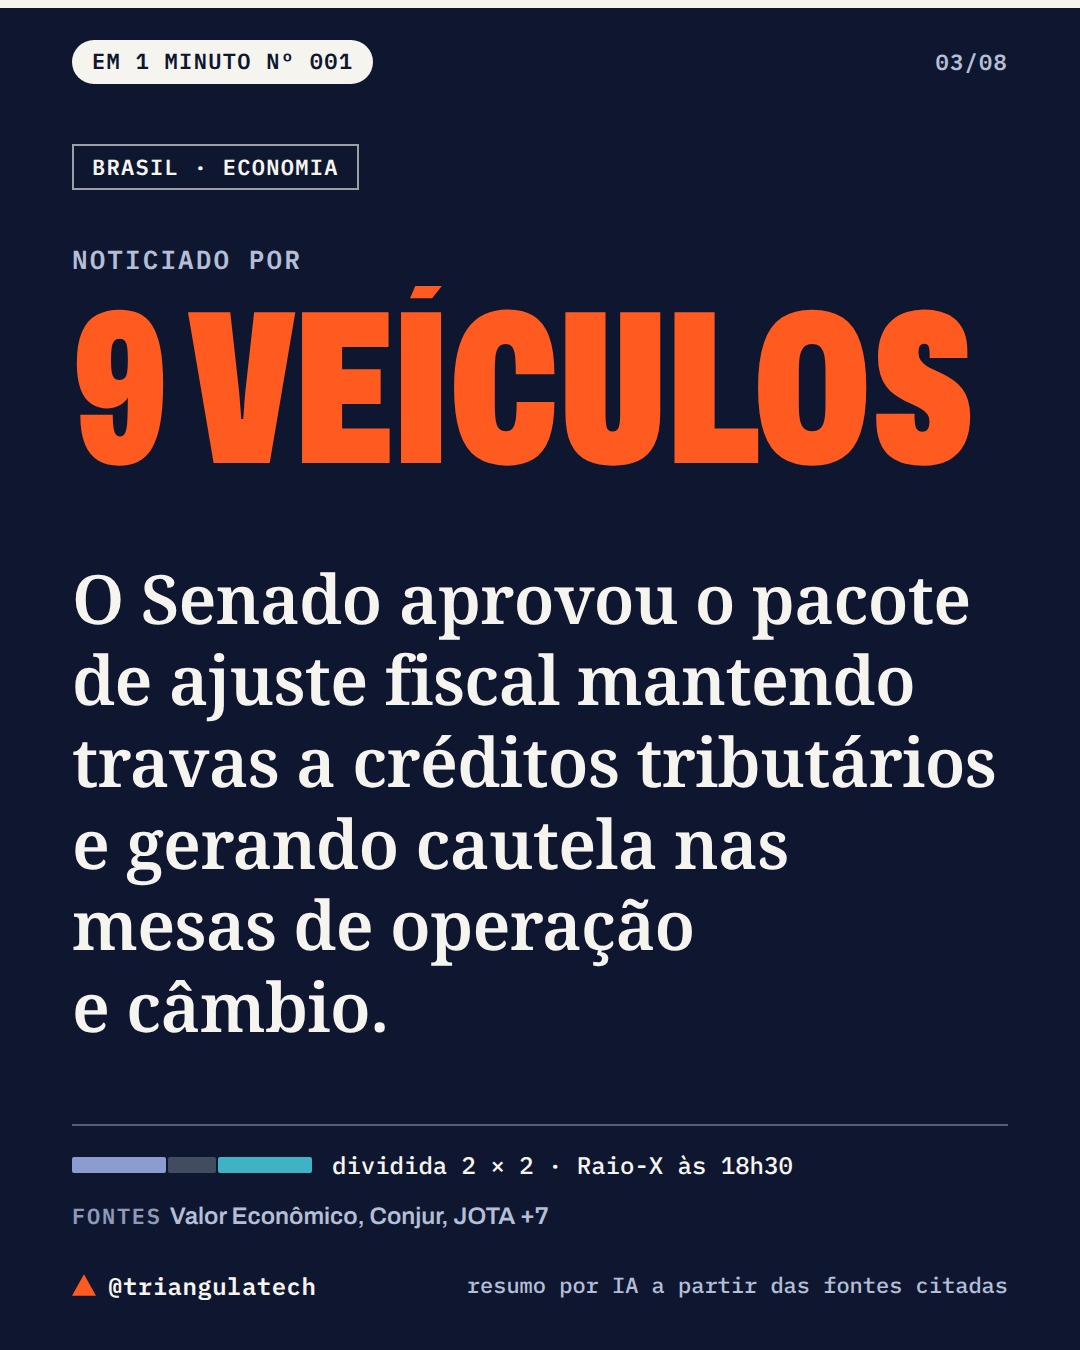 EM 1 MINUTO Nº 001
03/08
BRASIL · ECONOMIA
NOTICIADO POR
9 VEÍCULOS
O Senado aprovou o pacote
de ajuste fiscal mantendo
travas a créditos tributários
e gerando cautela nas
mesas de operação
e câmbio.
dividida 2 × 2 · Raio-X às 18h30
FONTES Valor Econômico, Conjur, JOTA +7
@triangulatech
resumo por IA a partir das fontes citadas